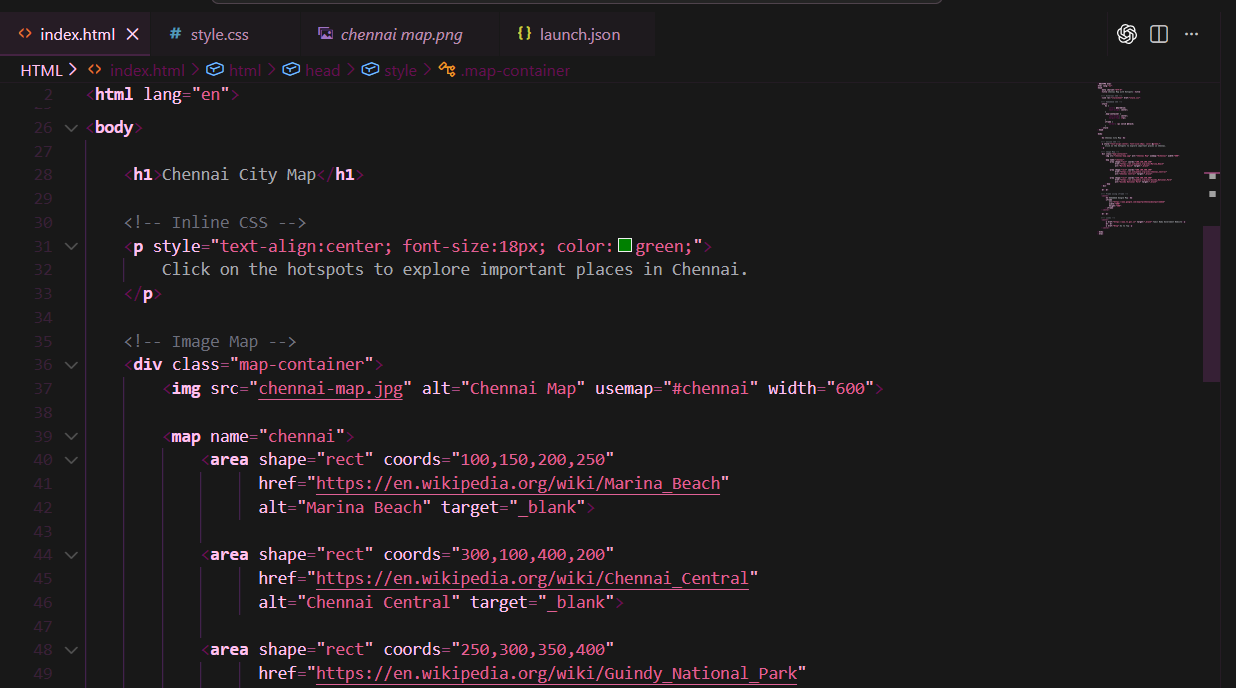 <> index.html ×
# style.css
chennai map.png
{} launch.json
HTML > <> index.html > html > head > style > .map-container
2 <html lang="en">
26 <body>
27
28 <h1>Chennai City Map</h1>
29
30 <!-- Inline CSS -->
31 <p style="text-align:center; font-size:18px; color:green;">
32 Click on the hotspots to explore important places in Chennai.
33 </p>
34
35 <!-- Image Map -->
36 <div class="map-container">
37 <img src="chennai-map.jpg" alt="Chennai Map" usemap="#chennai" width="600">
38
39 <map name="chennai">
40 <area shape="rect" coords="100,150,200,250"
41 href="https://en.wikipedia.org/wiki/Marina_Beach"
42 alt="Marina Beach" target="_blank">
43
44 <area shape="rect" coords="300,100,400,200"
45 href="https://en.wikipedia.org/wiki/Chennai_Central"
46 alt="Chennai Central" target="_blank">
47
48 <area shape="rect" coords="250,300,350,400"
49 href="https://en.wikipedia.org/wiki/Guindy_National_Park"